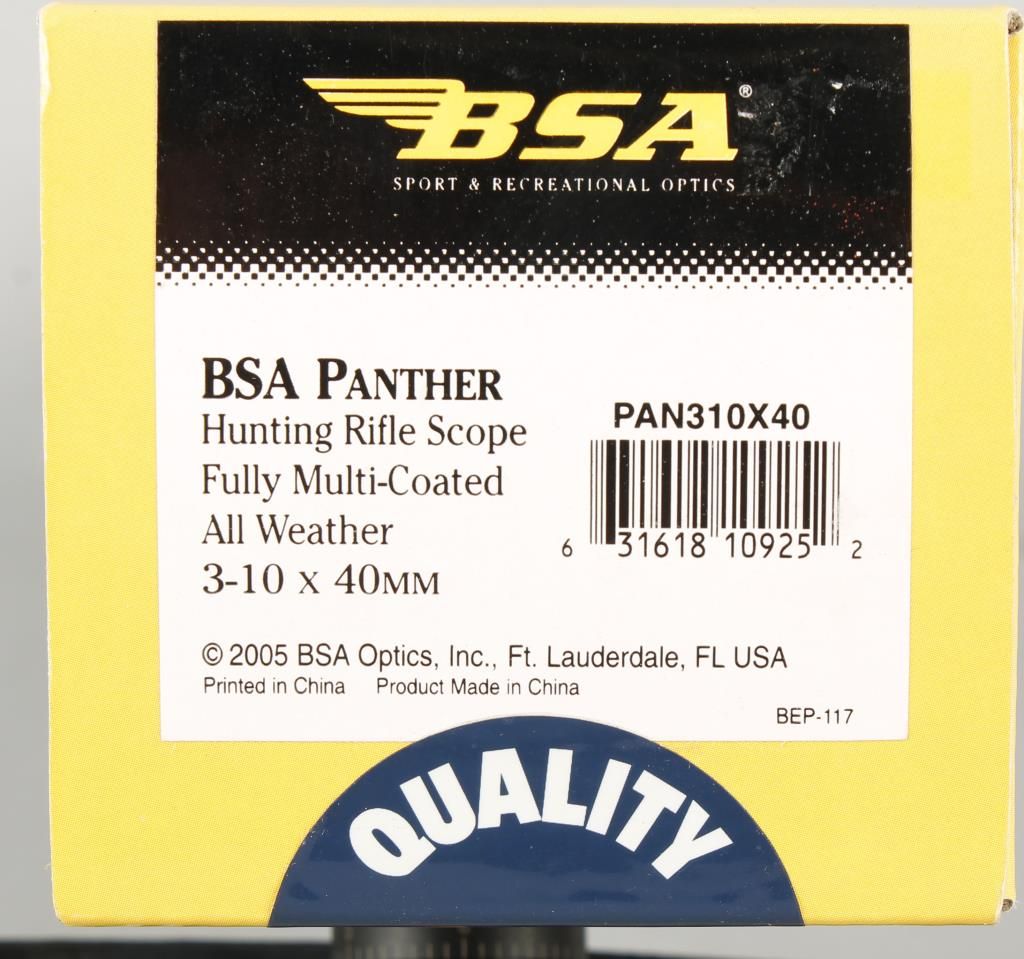 BSA®
SPORT & RECREATIONAL OPTICS
BSA PANTHER
Hunting Rifle Scope
Fully Multi-Coated
All Weather
3-10 X 40MM
PAN310X40
6 31618 10925 2
© 2005 BSA Optics, Inc., Ft. Lauderdale, FL USA
Printed in China Product Made in China
BEP-117
QUALITY